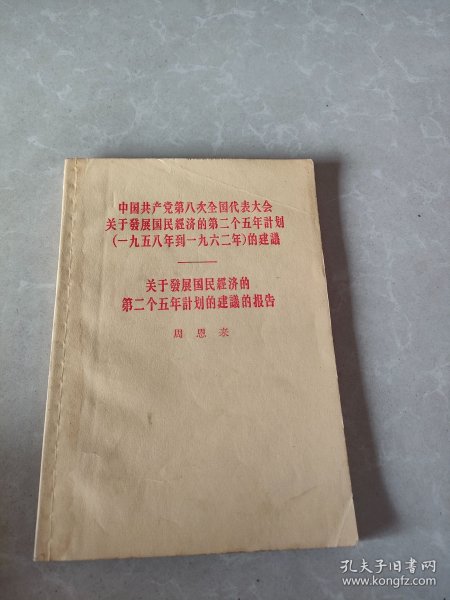 中国共产党第八次全国代表大会
关于發展国民經济的第二个五年計划
(一九五八年到一九六二年)的建議
关于發展国民經济的
第二个五年計划的建議的报告
周恩来
孔夫子旧书网
www.kongfz.com